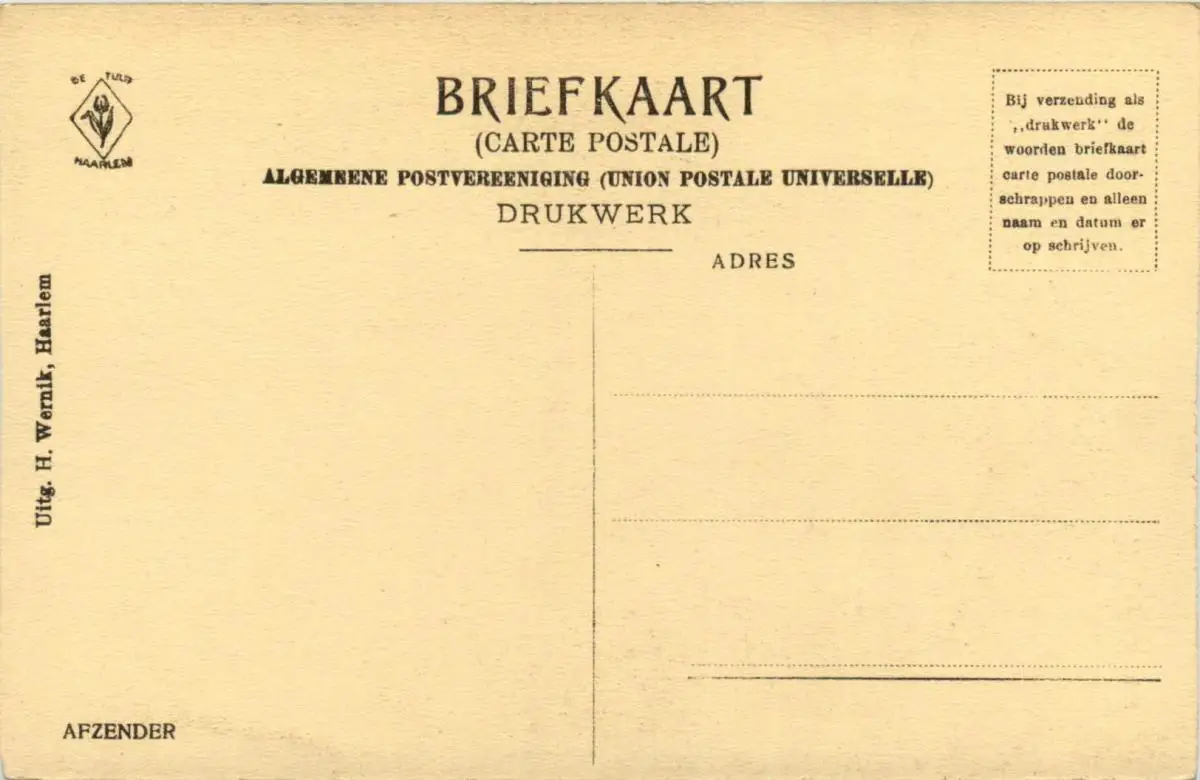 DE TULP
HAARLEM
BRIEFKAART
(CARTE POSTALE)
ALGEMEENE POSTVEREENIGING (UNION POSTALE UNIVERSELLE)
DRUKWERK
ADRES
Bij verzending als
,,drukwerk‘‘ de
woorden briefkaart
carte postale door-
schrappen en alleen
naam en datum er
op schrijven.
Uitg. H. Wernik, Haarlem
AFZENDER